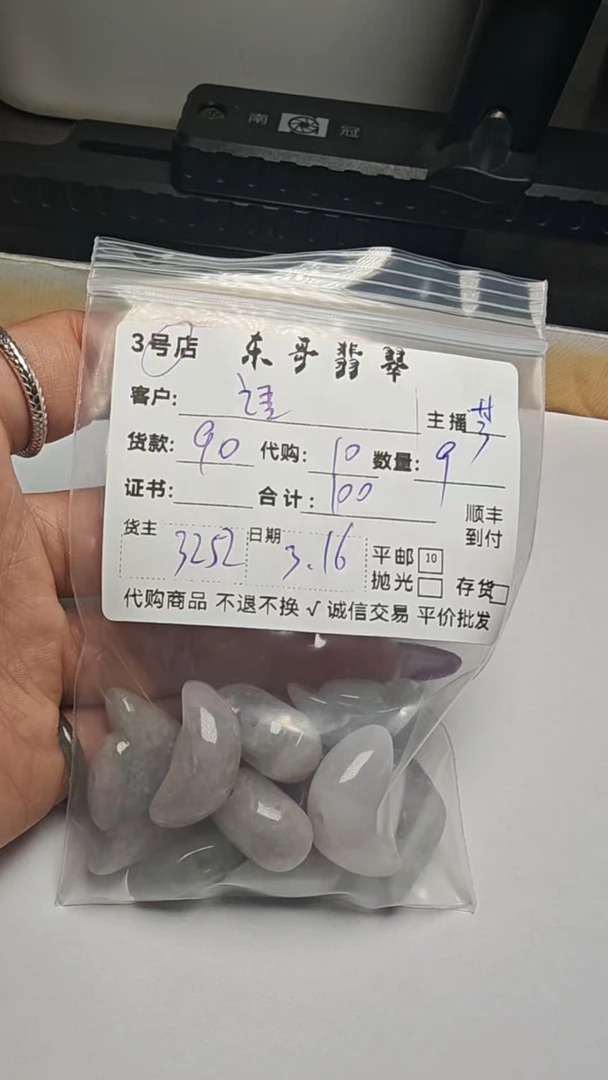 南 冠
3号店 东哥翡翠
客户: 主播
货款: 90 代购: 10 数量: 9
证书: 合计: 100
顺丰
到付
货主 3252 日期 3.16
平邮 10
抛光 存货
代购商品 不退不换 √ 诚信交易 平价批发